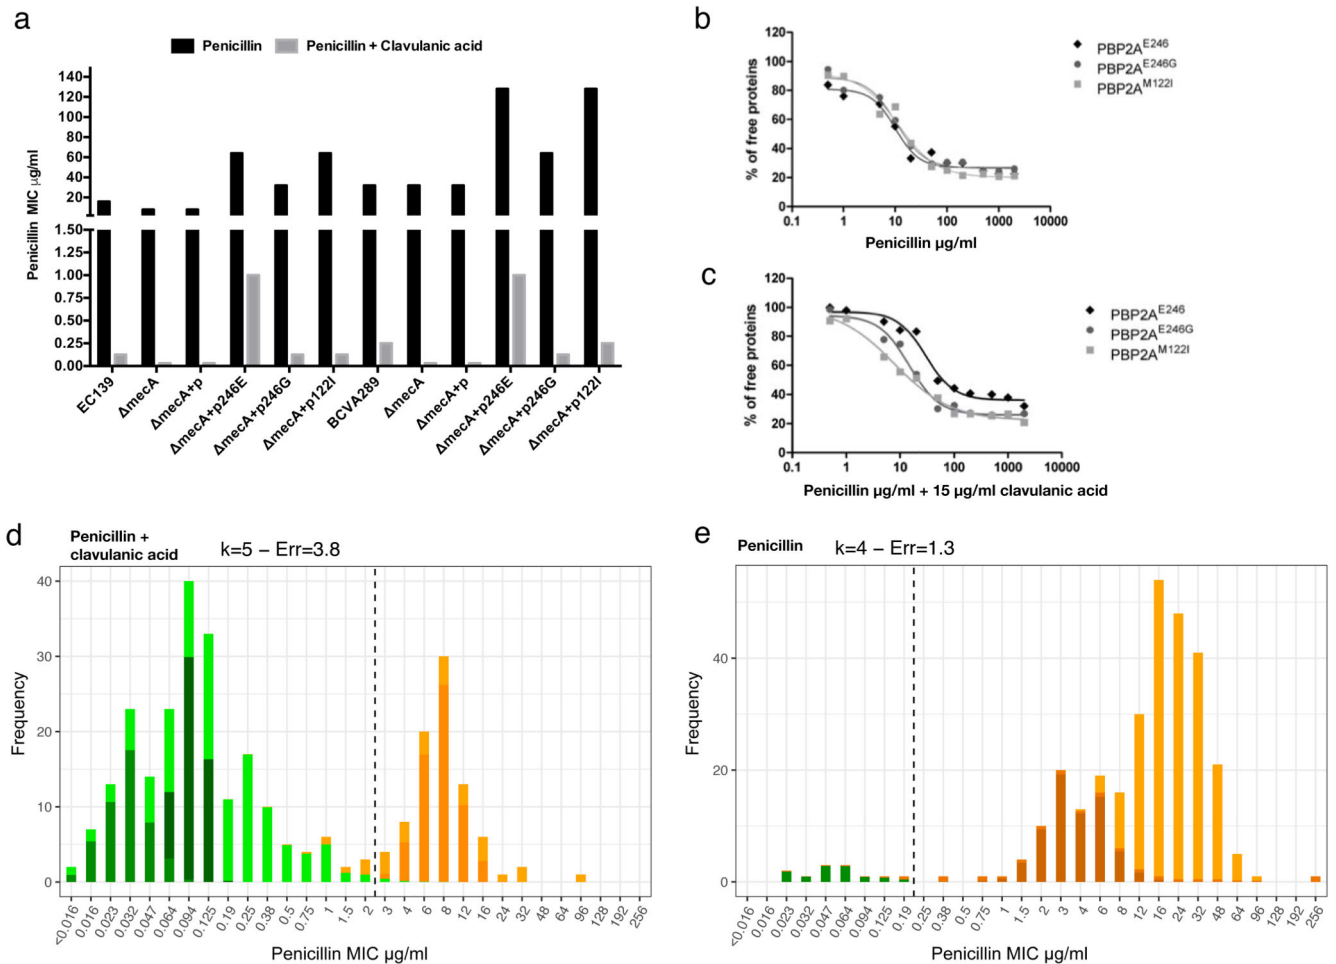 a
Penicillin
Penicillin + Clavulanic acid
Penicillin MIC µg/ml
140
120
100
80
60
40
20
1.50
1.25
1.00
0.75
0.50
0.25
0.00
EC139
ΔmecA
ΔmecA+p
ΔmecA+p246E
ΔmecA+p246G
ΔmecA+p122I
BCVA289
ΔmecA
ΔmecA+p
ΔmecA+p246E
ΔmecA+p246G
ΔmecA+p122I
b
% of free proteins
120
100
80
60
40
20
0
0.1 1 10 100 1000 10000
Penicillin µg/ml
PBP2A^E246
PBP2A^E246G
PBP2A^M122I
c
% of free proteins
120
100
80
60
40
20
0
0.1 1 10 100 1000 10000
Penicillin µg/ml + 15 µg/ml clavulanic acid
PBP2A^E246
PBP2A^E246G
PBP2A^M122I
d
Penicillin +
clavulanic acid
k=5 − Err=3.8
Frequency
40
30
20
10
0
<0.016 0.016 0.023 0.032 0.047 0.064 0.094 0.125 0.19 0.25 0.38 0.5 0.75 1 1.5 2 3 4 6 8 12 16 24 32 48 64 96 128 192 256
Penicillin MIC µg/ml
e
Penicillin
k=4 − Err=1.3
Frequency
40
20
0
<0.016 0.016 0.023 0.032 0.047 0.064 0.094 0.125 0.19 0.25 0.38 0.5 0.75 1 1.5 2 3 4 6 8 12 16 24 32 48 64 96 128 192 256
Penicillin MIC µg/ml